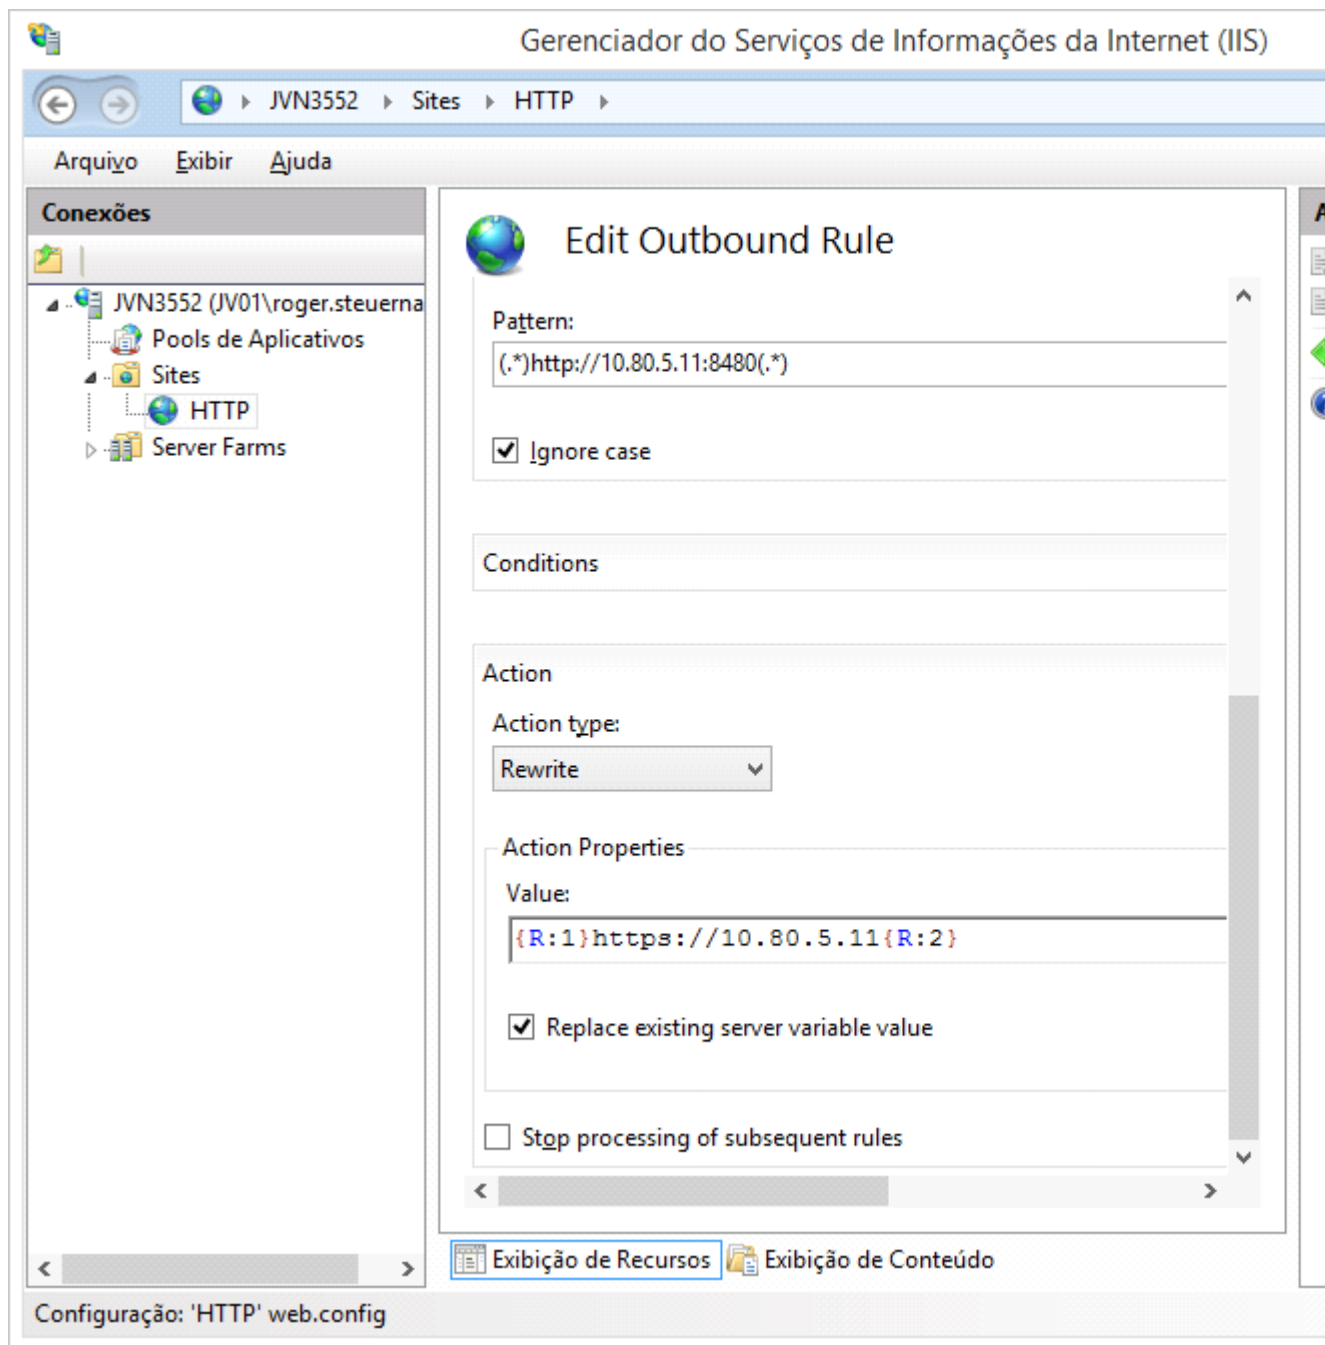 Gerenciador do Serviços de Informações da Internet (IIS)
JVN3552 Sites HTTP
Arquivo Exibir Ajuda
Conexões
JVN3552 (JV01\roger.steuerna
Pools de Aplicativos
Sites
HTTP
Server Farms
Edit Outbound Rule
Pattern:
(.*)http://10.80.5.11:8480(.*)
Ignore case
Conditions
Action
Action type:
Rewrite
Action Properties
Value:
{R:1}https://10.80.5.11{R:2}
Replace existing server variable value
Stop processing of subsequent rules
A
Exibição de Recursos Exibição de Conteúdo
Configuração: 'HTTP' web.config